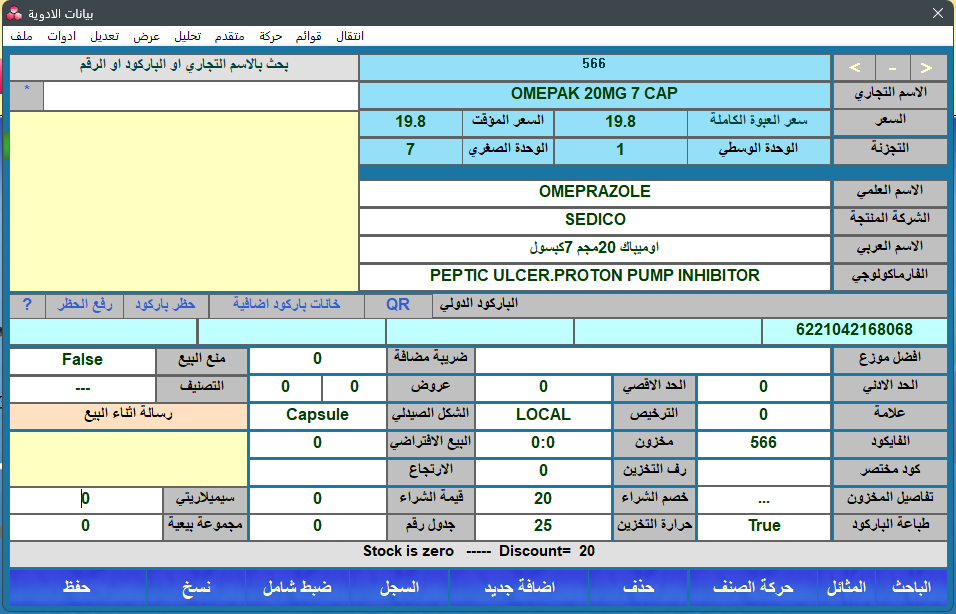 بيانات الادوية
ملف ادوات تعديل عرض تحليل متقدم حركة قوائم انتقال
< - > 566 بحث بالاسم التجاري او الباركود او الرقم
الاسم التجاري OMEPAK 20MG 7 CAP *
السعر سعر العبوة الكاملة 19.8 السعر المؤقت 19.8
التجزئة الوحدة الوسطي 1 الوحدة الصغري 7
الاسم العلمي OMEPRAZOLE
الشركة المنتجة SEDICO
الاسم العربي اوميباك 20مجم 7كبسول
الفارماكولوجي PEPTIC ULCER.PROTON PUMP INHIBITOR
الباركود الدولي QR خانات باركود اضافية حظر باركود رفع الحظر ?
6221042168068
افضل موزع ضريبة مضافة 0 منع البيع False
الحد الادني 0 الحد الاقصي 0 عروض 0 0 التصنيف ---
علامة 0 الترخيص LOCAL الشكل الصيدلي Capsule رسالة اثناء البيع
الفايكود 566 مخزون 0:0 البيع الافتراضي 0
كود مختصر رف التخزين 0 الارتجاع
تفاصيل المخزون ... خصم الشراء 20 قيمة الشراء 0 سيميلاريتي 0
طباعة الباركود True حرارة التخزين 25 جدول رقم 0 مجموعة بيعية 0
Stock is zero ----- Discount= 20
الباحث المثائل حركة الصنف حذف اضافة جديد السجل ضبط شامل نسخ حفظ